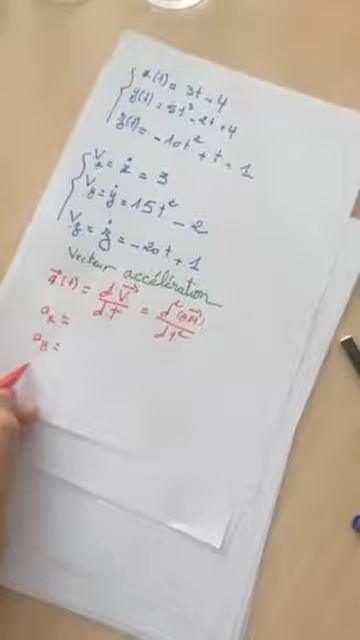 x(t) = 3t - 4
y(t) = 5t³ - 2t + 4
z(t) = -10t² + t - 1
Vx = ẋ = 3
Vy = ẏ = 15t² - 2
Vz = ż = -20t + 1
Vecteur accélération
a⃗(t) = dV⃗/dt = d²(OM⃗)/dt²
ax =
ay =